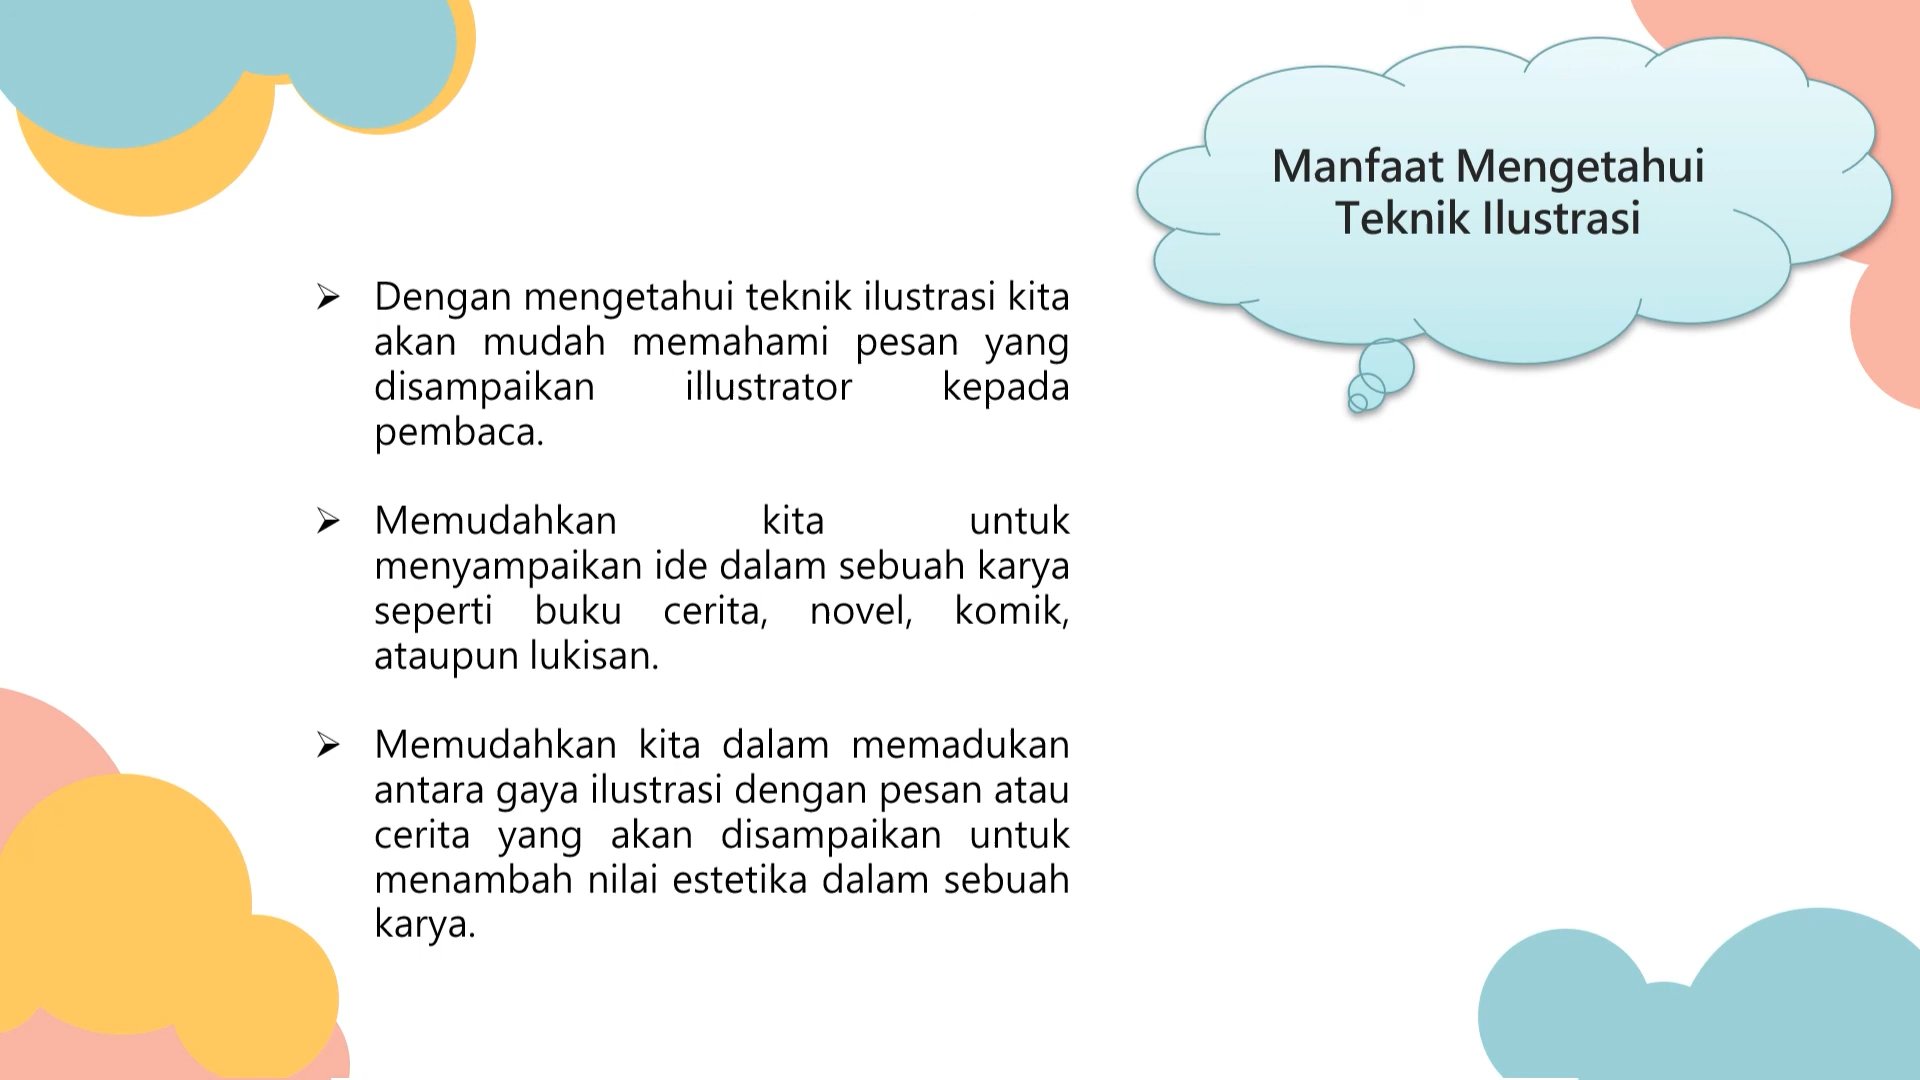 Manfaat Mengetahui
Teknik Ilustrasi
➢ Dengan mengetahui teknik ilustrasi kita
akan mudah memahami pesan yang
disampaikan illustrator kepada
pembaca.
➢ Memudahkan kita untuk
menyampaikan ide dalam sebuah karya
seperti buku cerita, novel, komik,
ataupun lukisan.
➢ Memudahkan kita dalam memadukan
antara gaya ilustrasi dengan pesan atau
cerita yang akan disampaikan untuk
menambah nilai estetika dalam sebuah
karya.